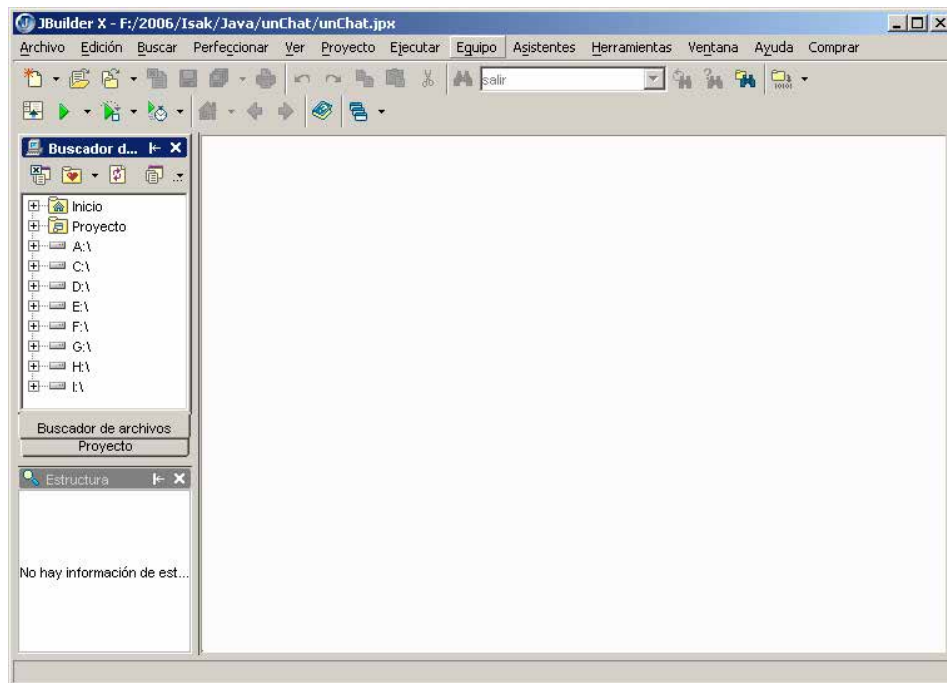 JBuilder X - F:/2006/Isak/Java/unChat/unChat.jpx
Archivo Edición Buscar Perfeccionar Ver Proyecto Ejecutar Equipo Asistentes Herramientas Ventana Ayuda Comprar
salir
Buscador d...
Inicio
Proyecto
A:\
C:\
D:\
E:\
F:\
G:\
H:\
I:\
Buscador de archivos
Proyecto
Estructura
No hay información de est...